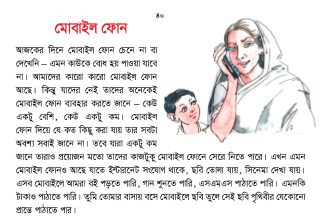 ৪০
মোবাইল ফোন
আজকের দিনে মোবাইল ফোন চেনে না বা
দেখেনি – এমন কাউকে বোধ হয় পাওয়া যাবে
না। আমাদের কারো কারো মোবাইল ফোন
আছে। কিন্তু যাদের নেই তাদের অনেকেই
মোবাইল ফোন ব্যবহার করতে জানে – কেউ
একটু বেশি, কেউ একটু কম। মোবাইল
ফোন দিয়ে যে কত কিছু করা যায় তার সবটা
অবশ্য সবাই জানে না। তবে যারা একটু কম
জানে তারাও প্রয়োজন মতো তাদের কাজটুকু মোবাইল ফোনে সেরে নিতে পারে। এখন এমন
মোবাইল ফোনও আছে যাতে ইন্টারনেট সংযোগ থাকে, ছবি তোলা যায়, সিনেমা দেখা যায়।
এসব মোবাইলে আমরা বই পড়তে পারি, গান শুনতে পারি, এসএমএস পাঠাতে পারি। এমনকি
টাকাও পাঠাতে পারি। তুমি তোমার বাসায় বসে মোবাইলে ছবি তুলে সেই ছবি পৃথিবীর যেকোনো
প্রান্তে পাঠাতে পার।